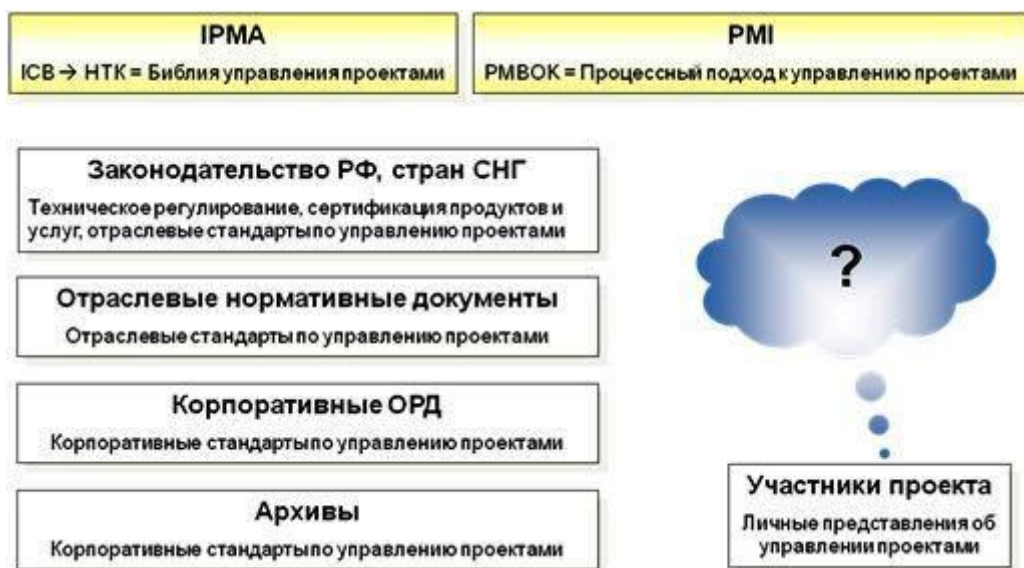 IPMA
ICB → НТК = Библия управления проектами
PMI
PMBOK = Процессный подход к управлению проектами
Законодательство РФ, стран СНГ
Техническое регулирование, сертификация продуктов и
услуг, отраслевые стандарты по управлению проектами
Отраслевые нормативные документы
Отраслевые стандарты по управлению проектами
Корпоративные ОРД
Корпоративные стандарты по управлению проектами
Архивы
Корпоративные стандарты по управлению проектами
?
Участники проекта
Личные представления об
управлении проектами